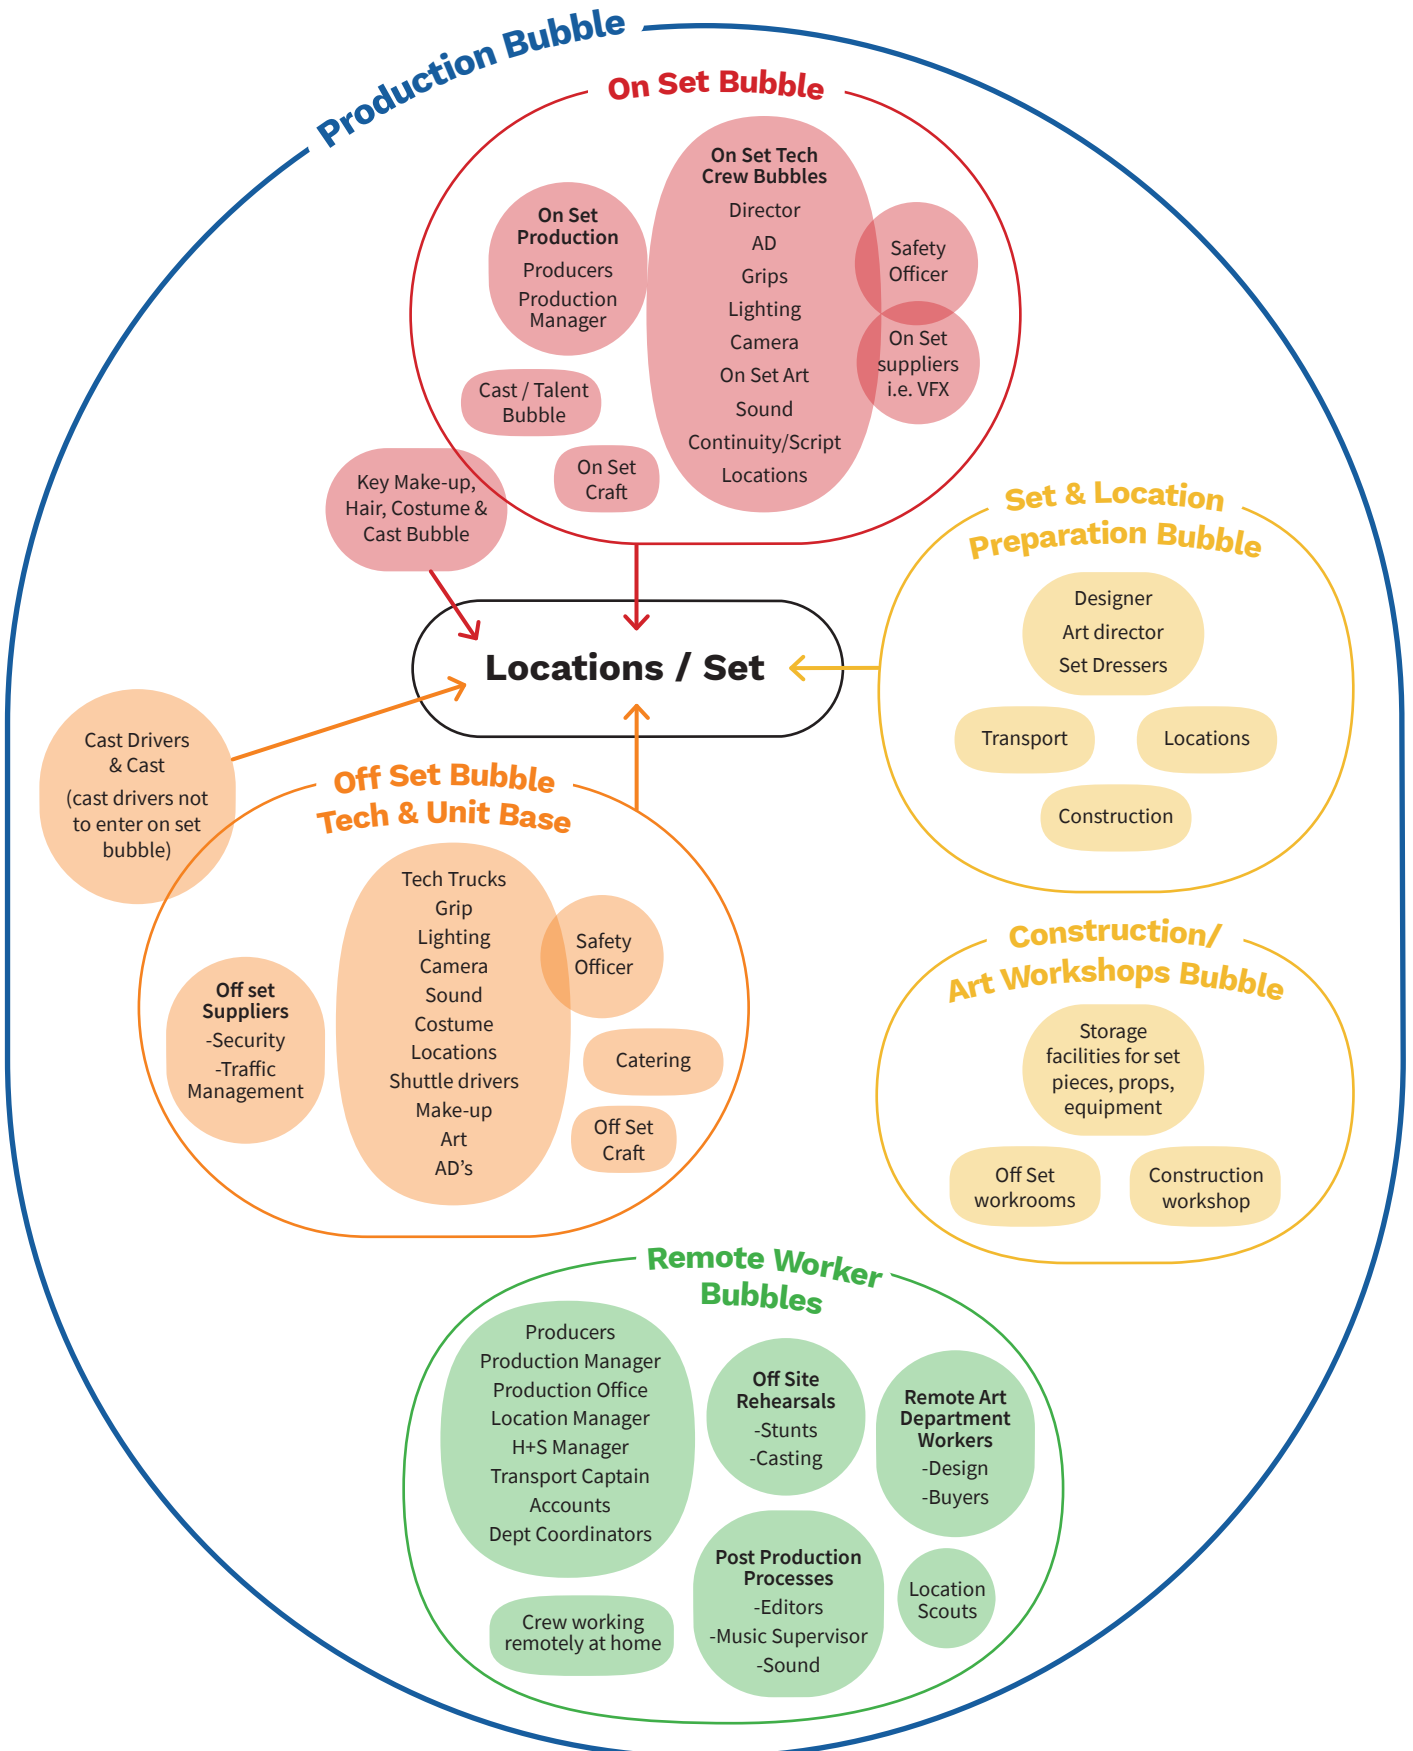 Production Bubble
On Set Bubble
On Set Tech
Crew Bubbles
Director
AD
Grips
Lighting
Camera
On Set Art
Sound
Continuity/Script
Locations
On Set
Production
Producers
Production
Manager
Safety
Officer
On Set
suppliers
i.e. VFX
Cast / Talent
Bubble
On Set
Craft
Key Make-up,
Hair, Costume &
Cast Bubble
Locations / Set
Set & Location
Preparation Bubble
Designer
Art director
Set Dressers
Transport
Locations
Construction
Cast Drivers
& Cast
(cast drivers not
to enter on set
bubble)
Off Set Bubble
Tech & Unit Base
Tech Trucks
Grip
Lighting
Camera
Sound
Costume
Locations
Shuttle drivers
Make-up
Art
AD’s
Off set
Suppliers
-Security
-Traffic
Management
Safety
Officer
Catering
Off Set
Craft
Construction/
Art Workshops Bubble
Storage
facilities for set
pieces, props,
equipment
Off Set
workrooms
Construction
workshop
Remote Worker
Bubbles
Producers
Production Manager
Production Office
Location Manager
H+S Manager
Transport Captain
Accounts
Dept Coordinators
Off Site
Rehearsals
-Stunts
-Casting
Remote Art
Department
Workers
-Design
-Buyers
Post Production
Processes
-Editors
-Music Supervisor
-Sound
Location
Scouts
Crew working
remotely at home